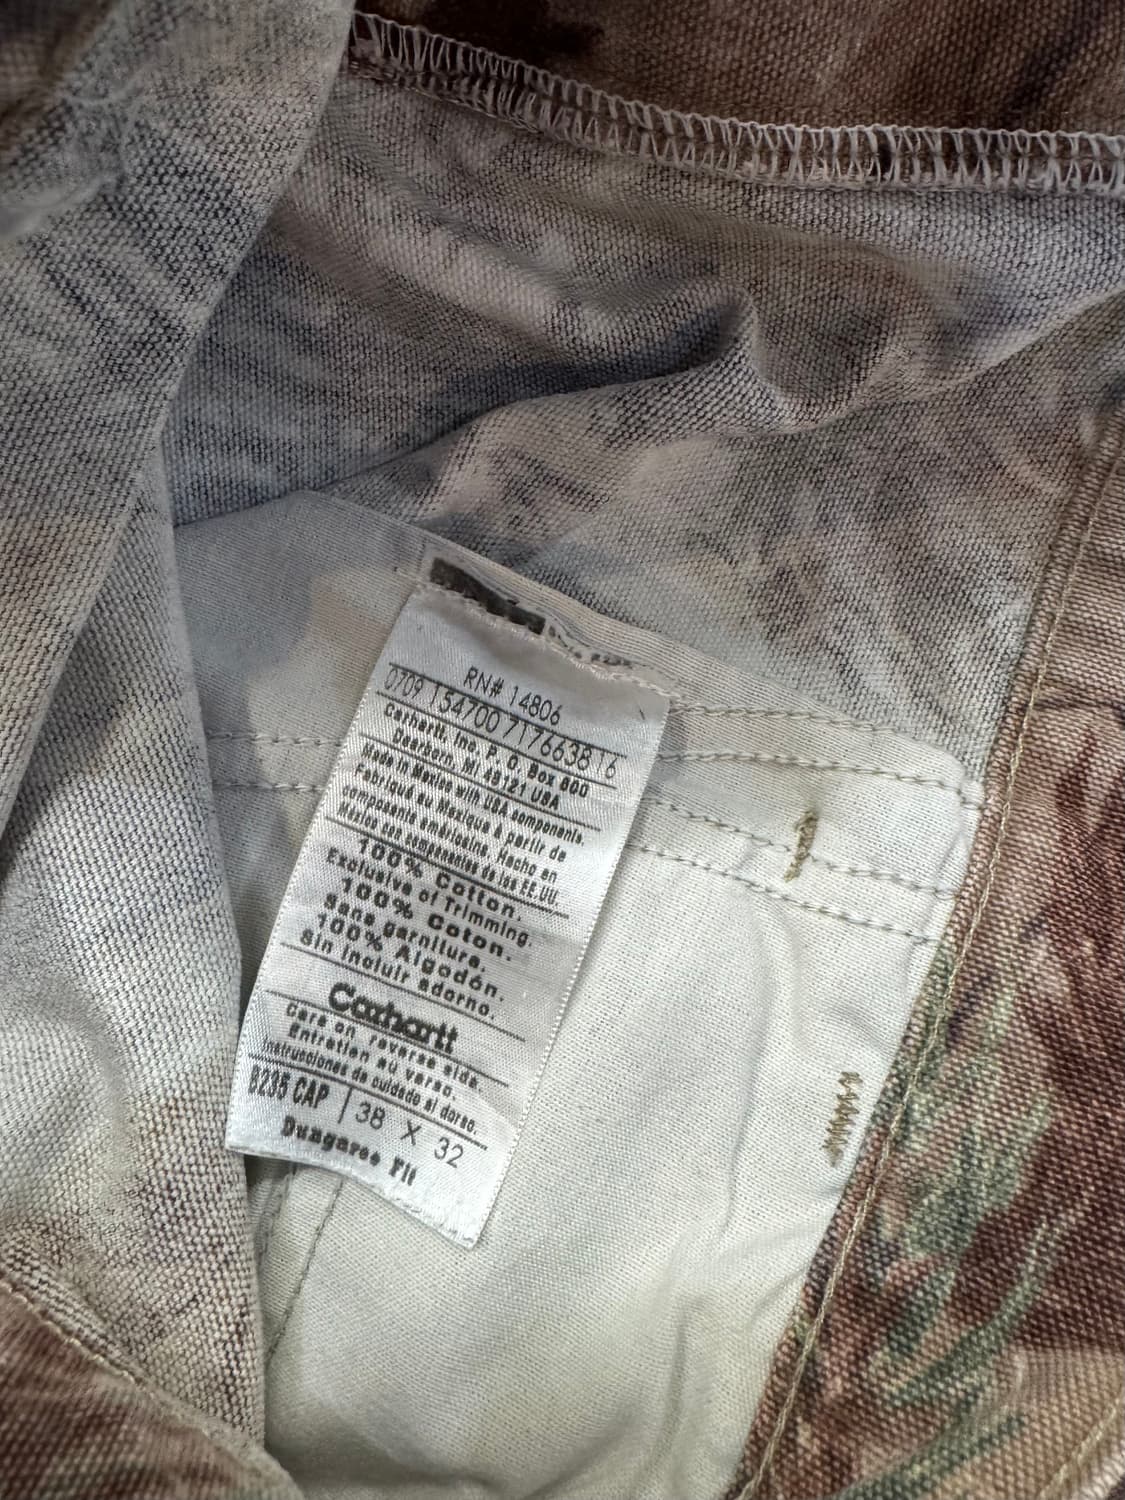 RN# 14806
0709 154700 7176638 16
Carhartt, Inc. P. O. Box 600
Dearborn, MI 48121 USA
Made in Mexico with USA components.
Fabriqué au Mexique à partir de
composants américains. Hecho en
México con componentes de los EE.UU.
100% Cotton.
Exclusive of Trimming.
100% Coton.
Sans garniture.
100% Algodón.
Sin incluir adorno.
Carhartt
Care on reverse side.
Entretien au verso.
Instrucciones de cuidado al dorso.
B235 CAP | 38 X 32
Dungaree Fit